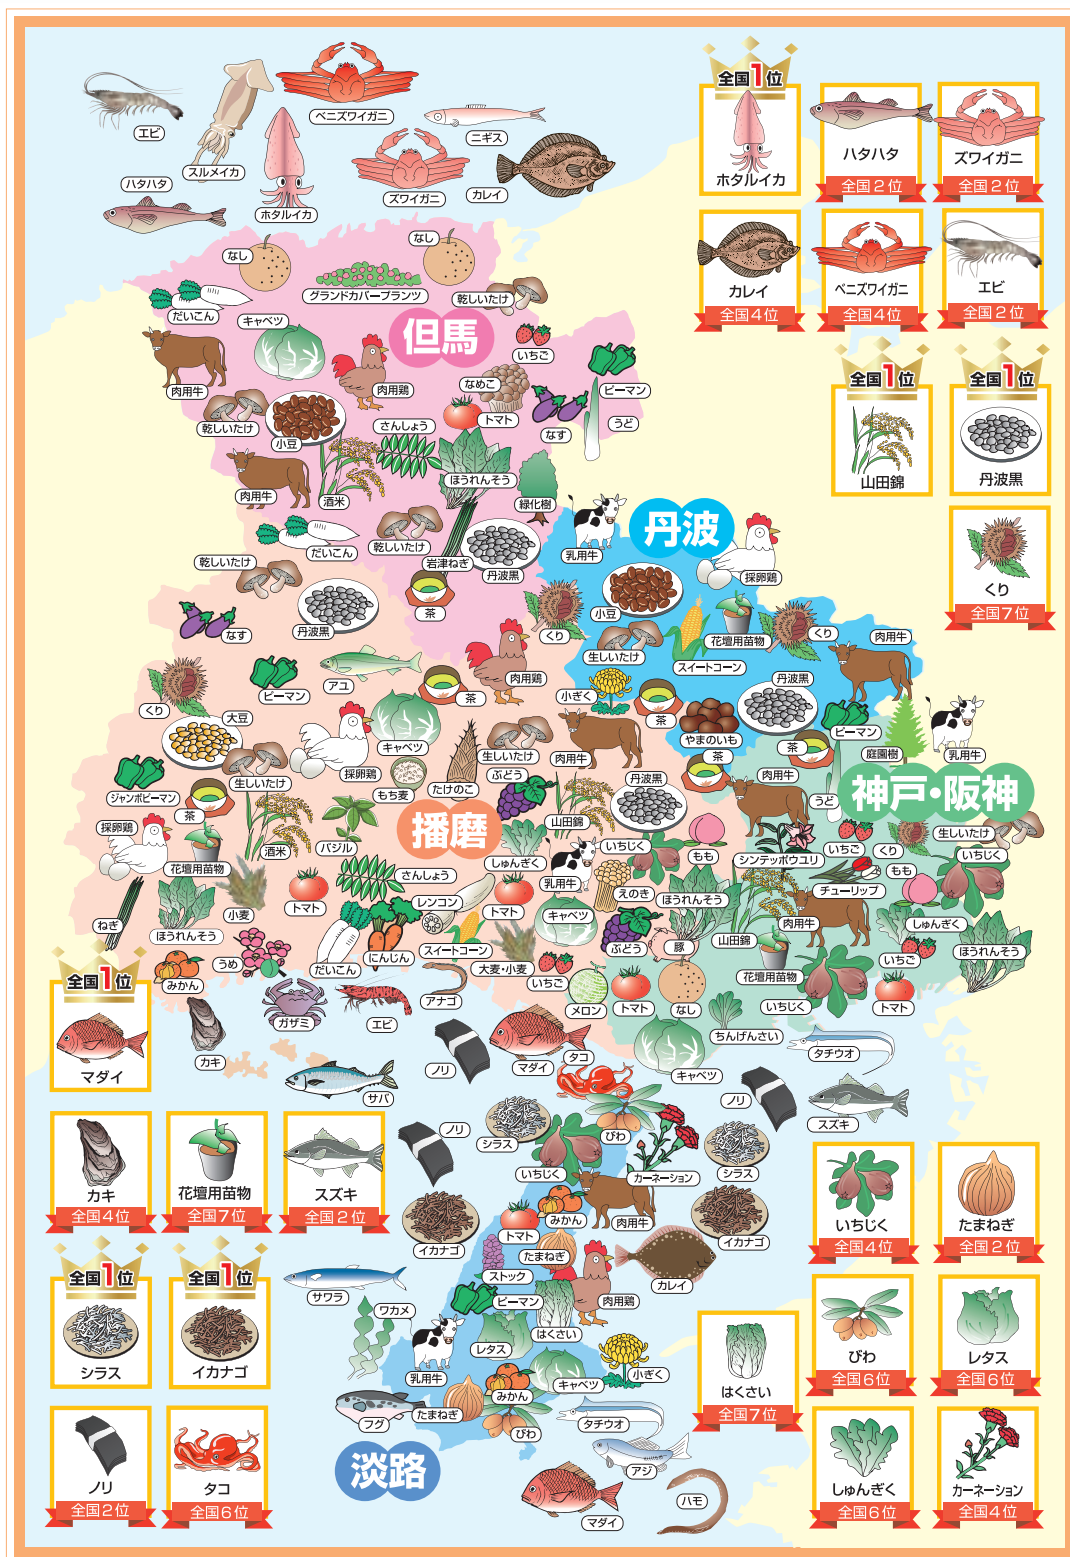 エビ
スルメイカ
ベニズワイガニ
ニギス
ハタハタ
ホタルイカ
ズワイガニ
カレイ
全国1位
ホタルイカ
ハタハタ
全国2位
ズワイガニ
全国2位
カレイ
全国4位
ベニズワイガニ
全国4位
エビ
全国2位
全国1位
山田錦
全国1位
丹波黒
くり
全国7位
なし
なし
グランドカバープランツ
乾しいたけ
だいこん
キャベツ
但馬
いちご
肉用牛
肉用鶏
なめこ
ピーマン
乾しいたけ
小豆
さんしょう
トマト
なす
うど
肉用牛
酒米
ほうれんそう
緑化樹
だいこん
乾しいたけ
岩津ねぎ
丹波黒
茶
丹波
乳用牛
採卵鶏
小豆
花壇用苗物
くり
肉用牛
くり
生しいたけ
スイートコーン
丹波黒
小ぎく
茶
やまのいも
乾しいたけ
なす
丹波黒
アユ
肉用鶏
くり
ピーマン
茶
大豆
キャベツ
生しいたけ
肉用牛
ジャンボピーマン
生しいたけ
採卵鶏
もち麦
たけのこ
ぶどう
丹波黒
茶
茶
採卵鶏
花壇用苗物
酒米
バジル
播磨
山田錦
しゅんぎく
いちじく
もも
乳用牛
さんしょう
えのき
ほうれんそう
ねぎ
ほうれんそう
小麦
トマト
レンコン
トマト
キャベツ
ぶどう
豚
山田錦
うめ
だいこん
にんじん
スイートコーン
大麦・小麦
いちご
みかん
メロン
トマト
なし
茶
ピーマン
庭園樹
乳用牛
肉用牛
うど
神戸・阪神
シンテッポウユリ
いちご
くり
生しいたけ
いちじく
チューリップ
もも
肉用牛
しゅんぎく
いちご
ほうれんそう
花壇用苗物
いちじく
トマト
ちんげんさい
キャベツ
カキ
ガザミ
エビ
アナゴ
ノリ
マダイ
タコ
サバ
タチウオ
ノリ
スズキ
全国1位
マダイ
カキ
全国4位
花壇用苗物
全国7位
スズキ
全国2位
全国1位
シラス
全国1位
イカナゴ
ノリ
全国2位
タコ
全国6位
ノリ
シラス
びわ
いちじく
カーネーション
シラス
イカナゴ
トマト
みかん
肉用牛
イカナゴ
たまねぎ
ストック
カレイ
サワラ
ピーマン
肉用鶏
ワカメ
はくさい
レタス
乳用牛
キャベツ
小ぎく
みかん
フグ
たまねぎ
びわ
タチウオ
淡路
アジ
ハモ
マダイ
いちじく
全国4位
たまねぎ
全国2位
びわ
全国6位
レタス
全国6位
はくさい
全国7位
しゅんぎく
全国6位
カーネーション
全国4位